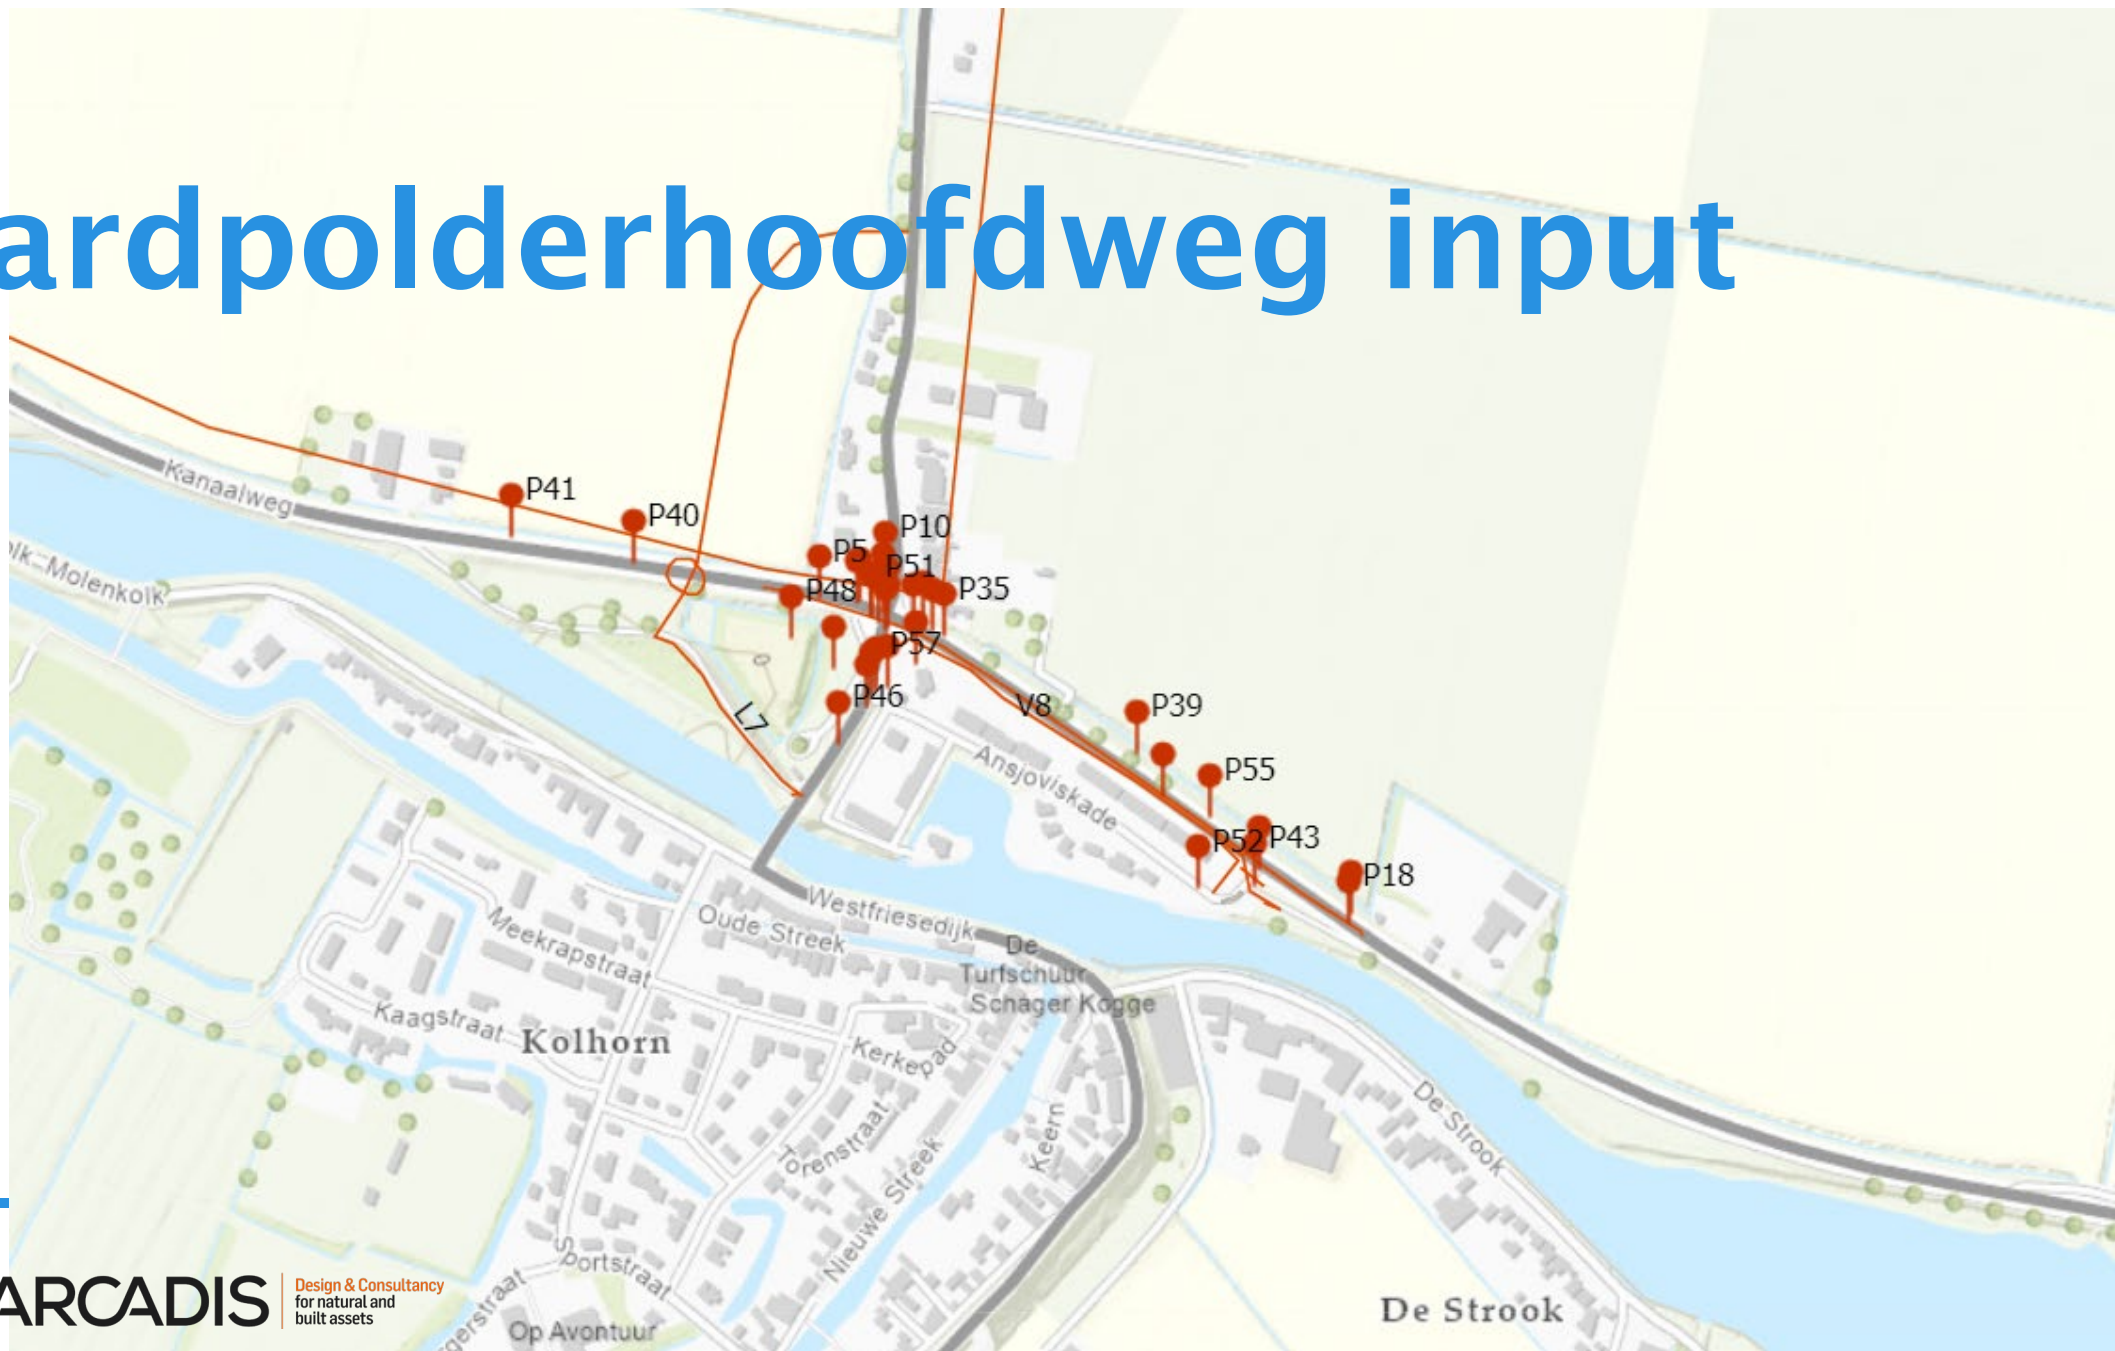 ardpolderhoofdweg input
P41
P40
Kanaalweg
P10
P5
P51
P48
P35
lk-Molenkolk
P57
P46
L7
V8
P39
P55
Ansjoviskade
P52
P43
P18
Westfriesedijk
Oude Streek
Meekrapstraat
De
Turfschuur
Schager Kogge
Kaagstraat
Kolhorn
Kerkepad
Torenstraat
Keern
De Strook
Nieuwe Streek
Sportstraat
gerstraat
Op Avontuur
De Strook
ARCADIS
Design & Consultancy
for natural and
built assets